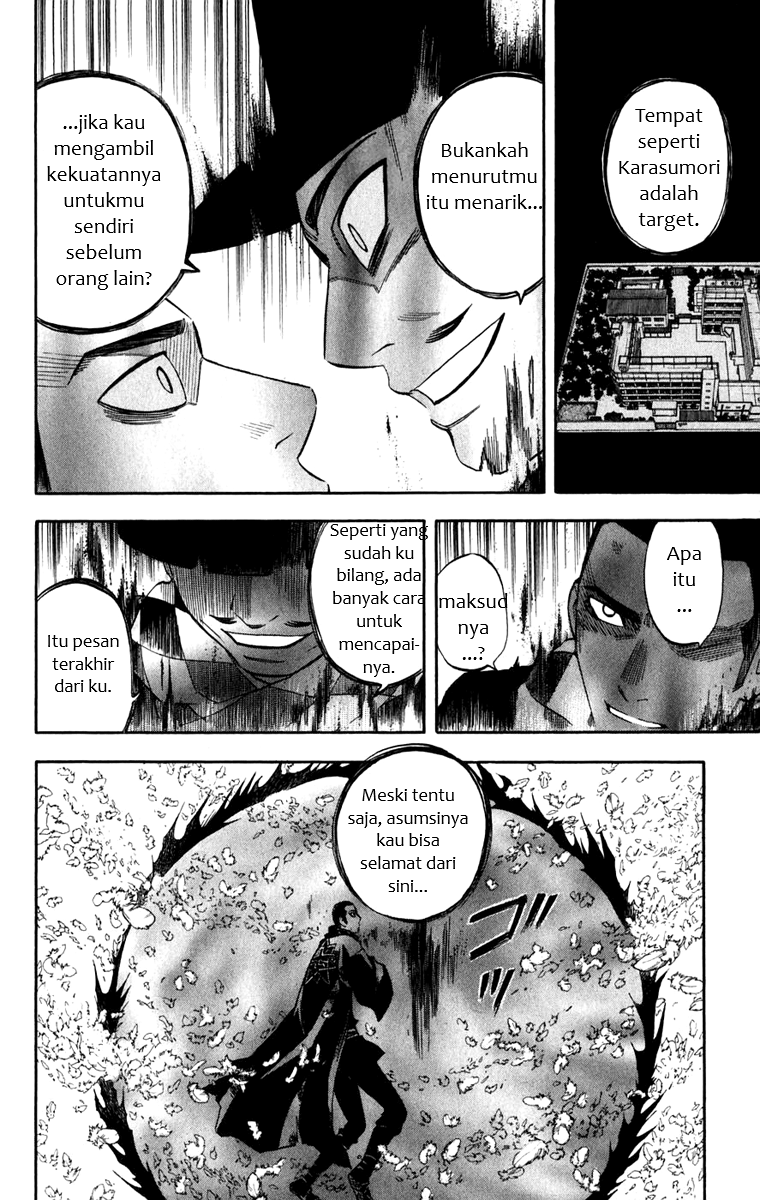 Tempat
seperti
Karasumori
adalah
target.
Bukankah
menurutmu
itu menarik...
...jika kau
mengambil
kekuatannya
untukmu
sendiri
sebelum
orang lain?
Apa
itu
...
maksud
nya
...?
Seperti yang
sudah ku
bilang, ada
banyak cara
untuk
mencapai-
nya.
Itu pesan
terakhir
dari ku.
Meski tentu
saja, asumsinya
kau bisa
selamat dari
sini...
ゴッ